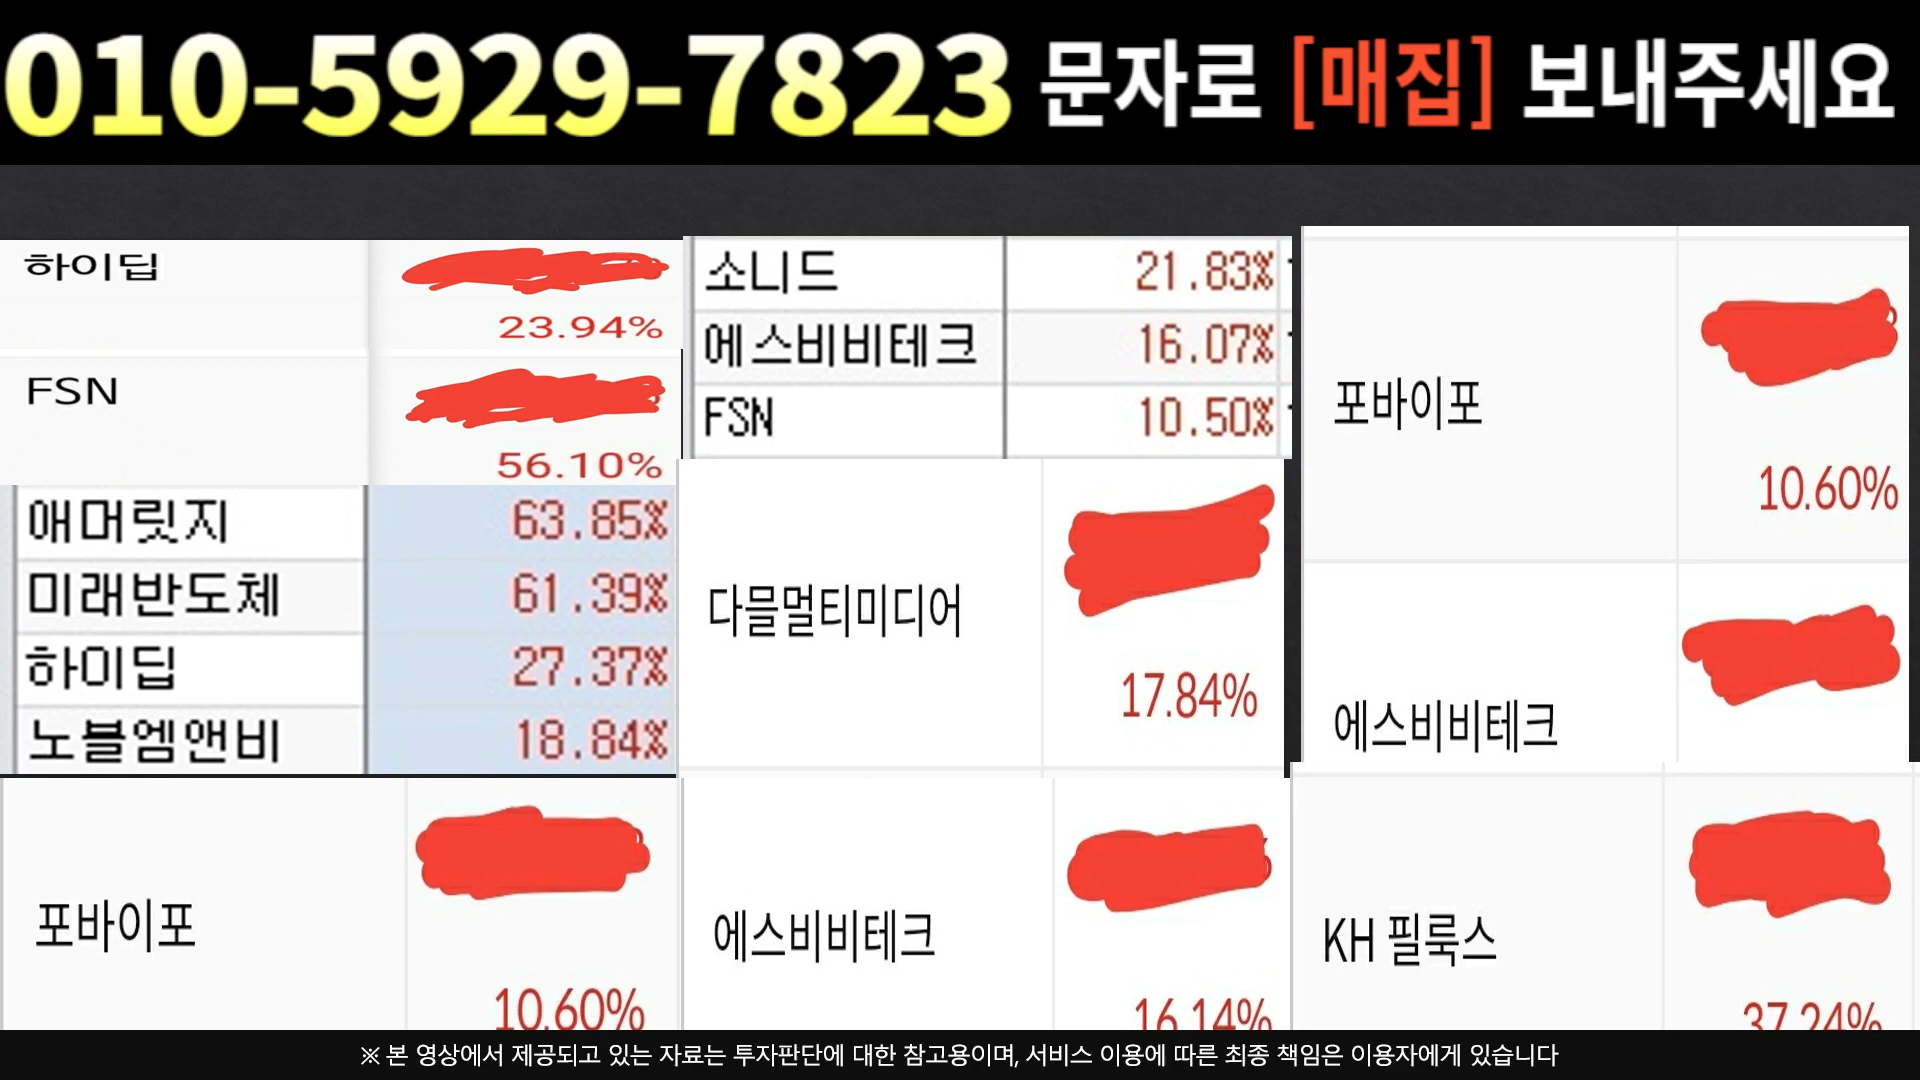 010-5929-7823 문자로 [매집] 보내주세요
하이딥
23.94%
FSN
56.10%
애머릿지 63.85%
미래반도체 61.39%
하이딥 27.37%
노블엠앤비 18.84%
소니드 21.83%
에스비비테크 16.07%
FSN 10.50%
다믈멀티미디어
17.84%
포바이포
10.60%
에스비비테크
포바이포
10.60%
에스비비테크
16.14%
KH 필룩스
37.24%
※ 본 영상에서 제공되고 있는 자료는 투자판단에 대한 참고용이며, 서비스 이용에 따른 최종 책임은 이용자에게 있습니다